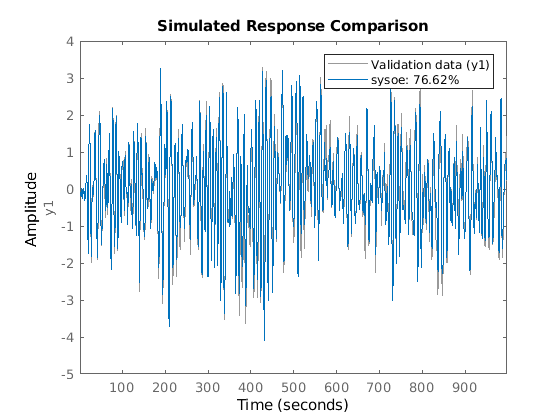 Simulated Response Comparison
Validation data (y1)
sysoe: 76.62%
4
3
2
1
0
-1
-2
-3
-4
-5
Amplitude
y1
100 200 300 400 500 600 700 800 900
Time (seconds)